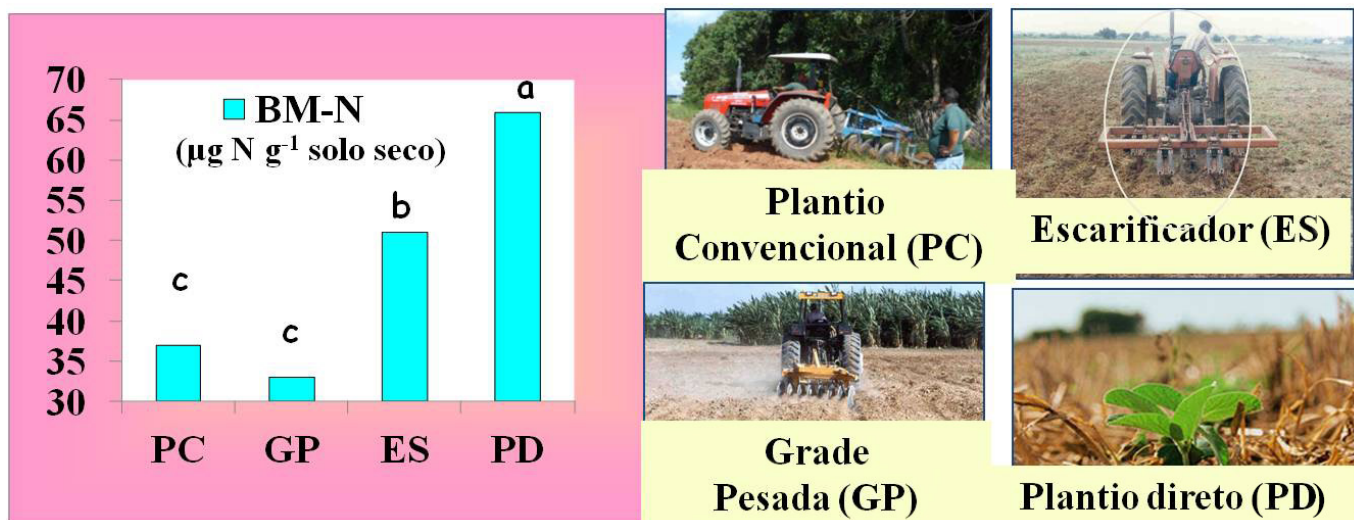 70
65
60
55
50
45
40
35
30
BM-N
(µg N g⁻¹ solo seco)
c
c
b
a
PC GP ES PD
Plantio
Convencional (PC)
Escarificador (ES)
Grade
Pesada (GP)
Plantio direto (PD)